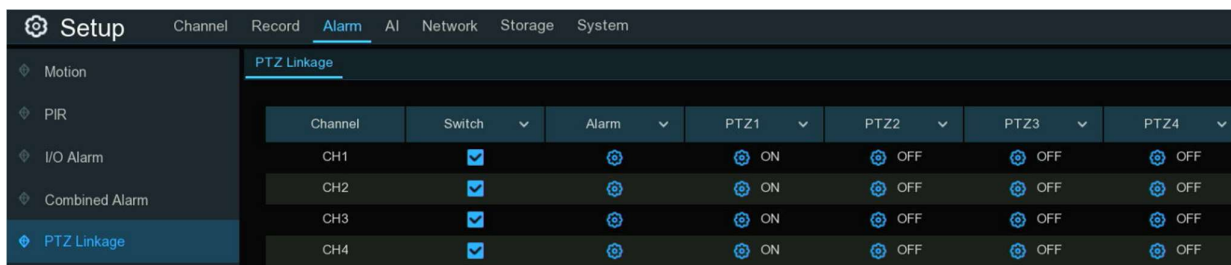 Setup Channel Record Alarm AI Network Storage System
Motion
PTZ Linkage
PIR
Channel Switch Alarm PTZ1 PTZ2 PTZ3 PTZ4
I/O Alarm
CH1 ON OFF OFF OFF
Combined Alarm
CH2 ON OFF OFF OFF
CH3 ON OFF OFF OFF
PTZ Linkage
CH4 ON OFF OFF OFF